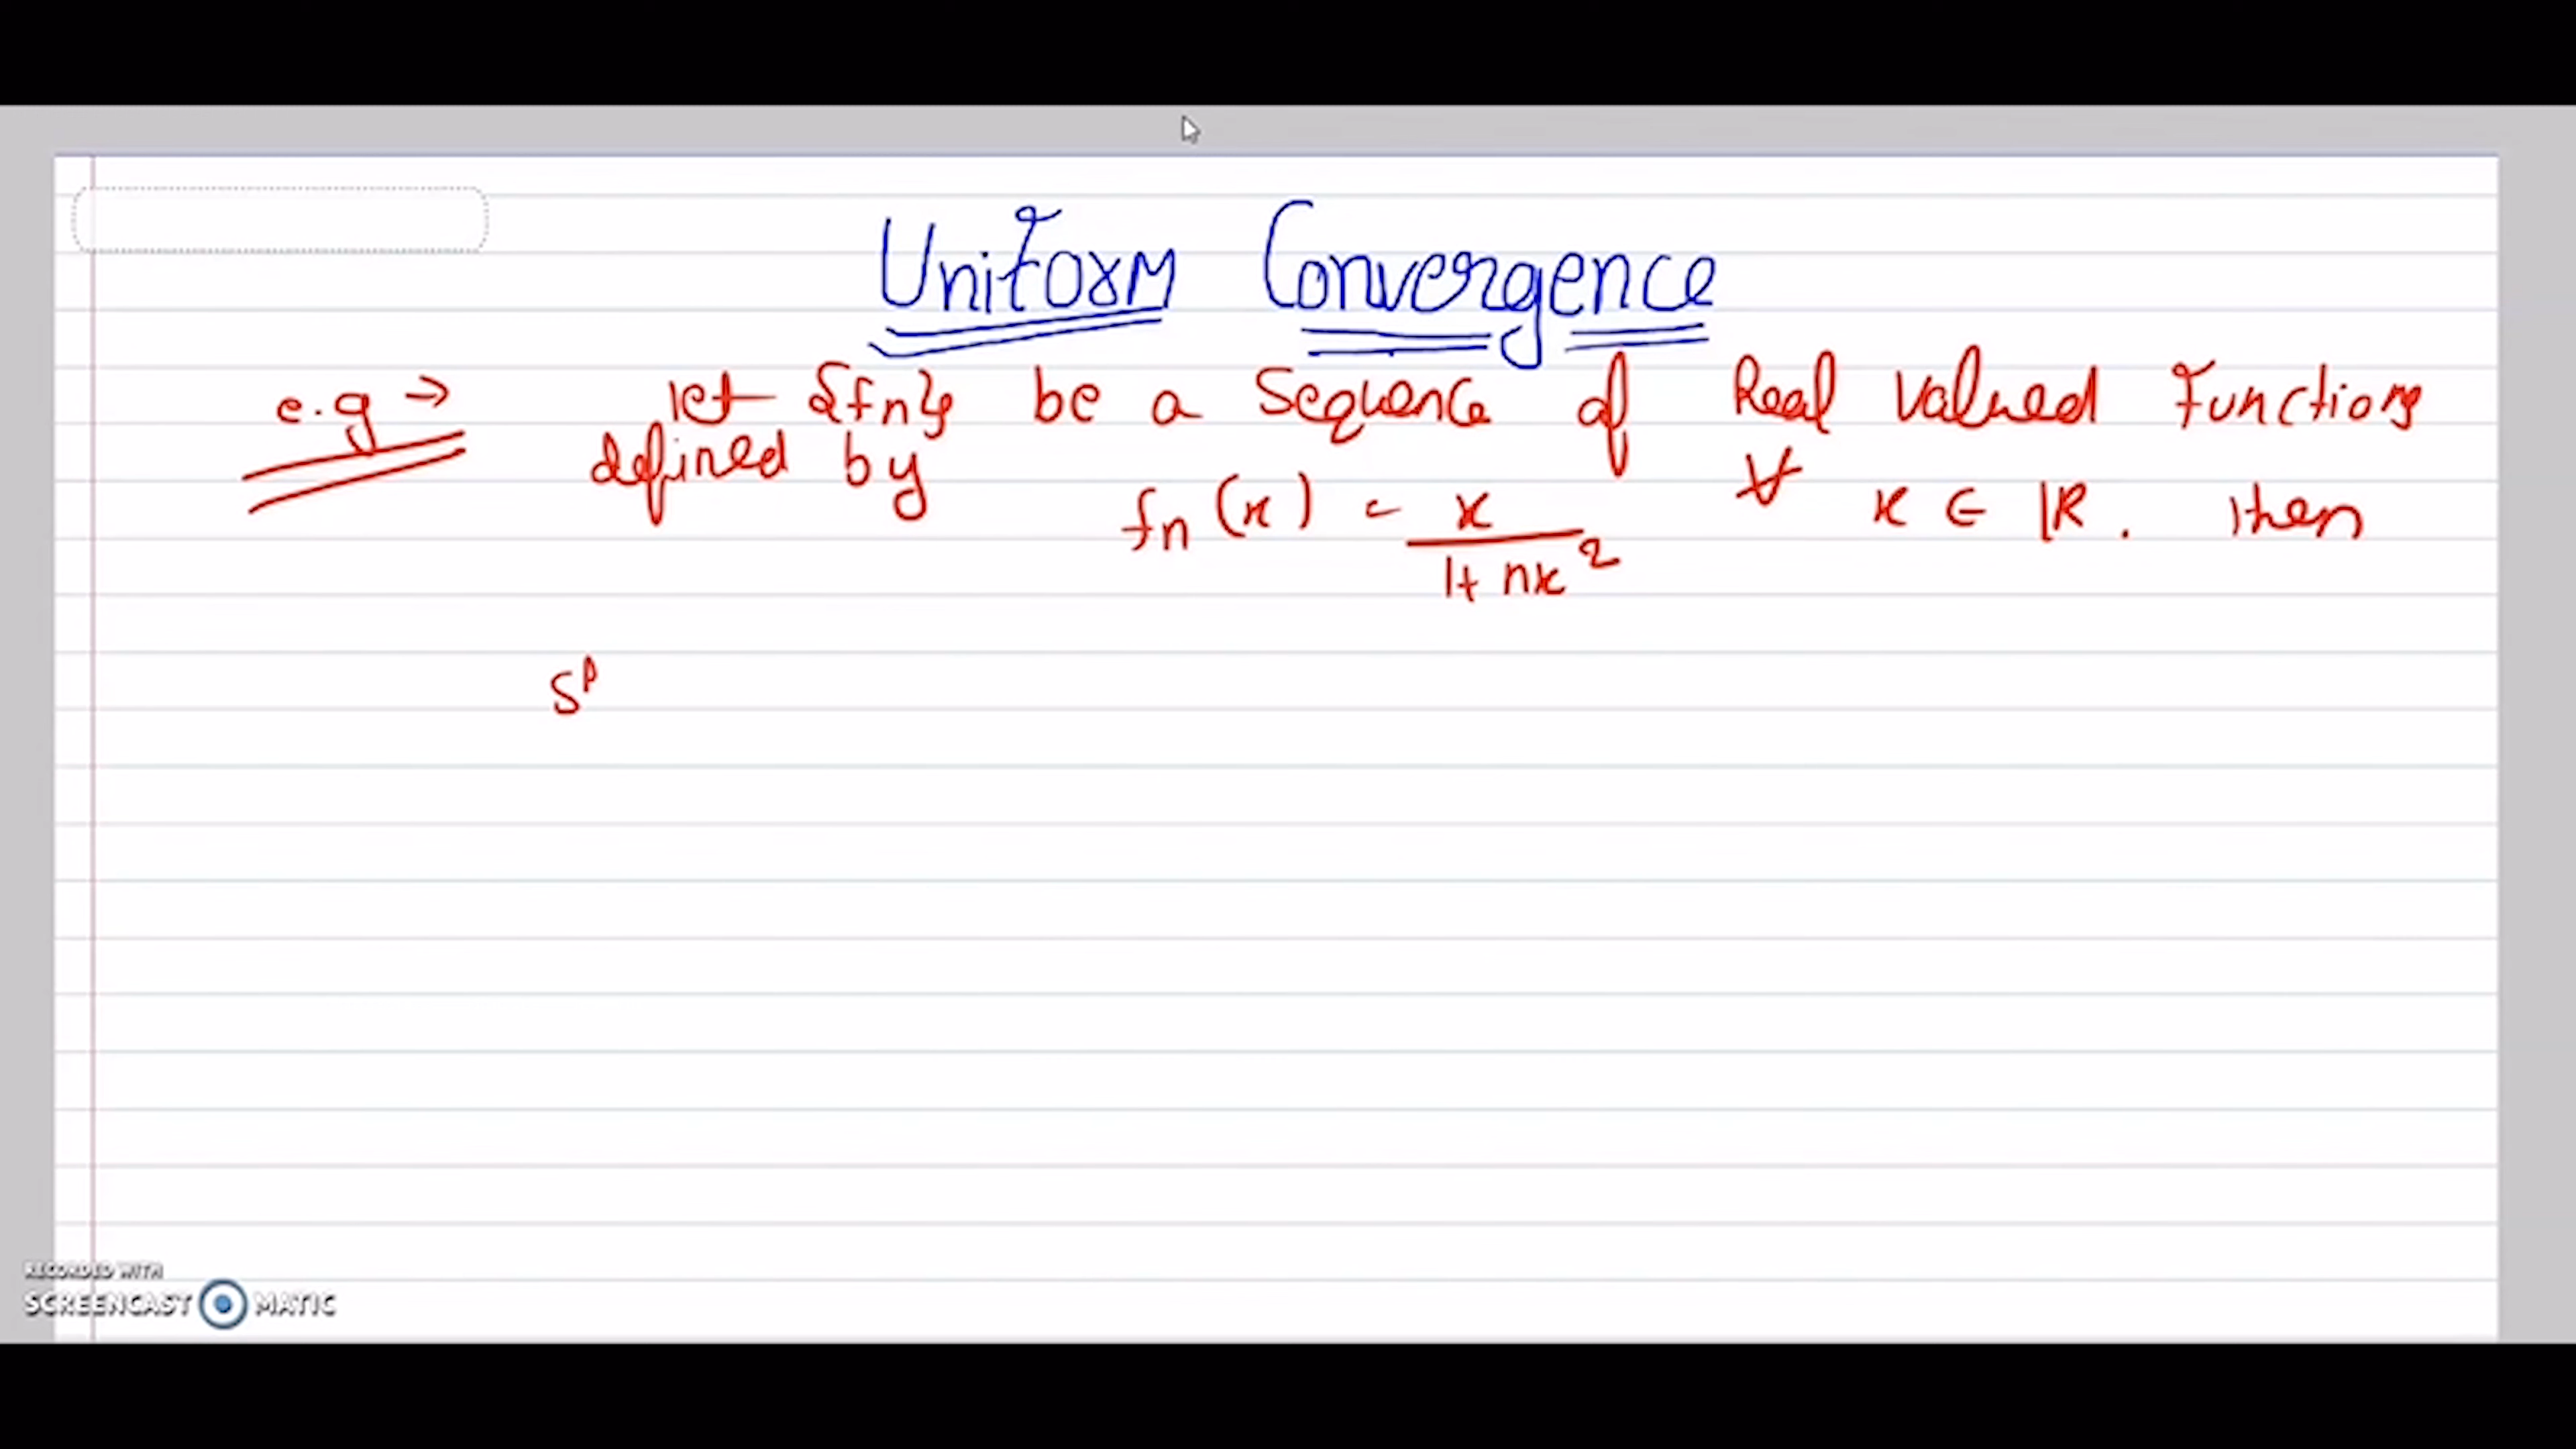 Uniform Convergence
e.g → let {fn} be a Sequence of Real Valued Functions
defined by
fn(x) = x / 1+nx² ∀ x ∈ ℝ. then
RECORDED WITH
SCREENCAST MATIC